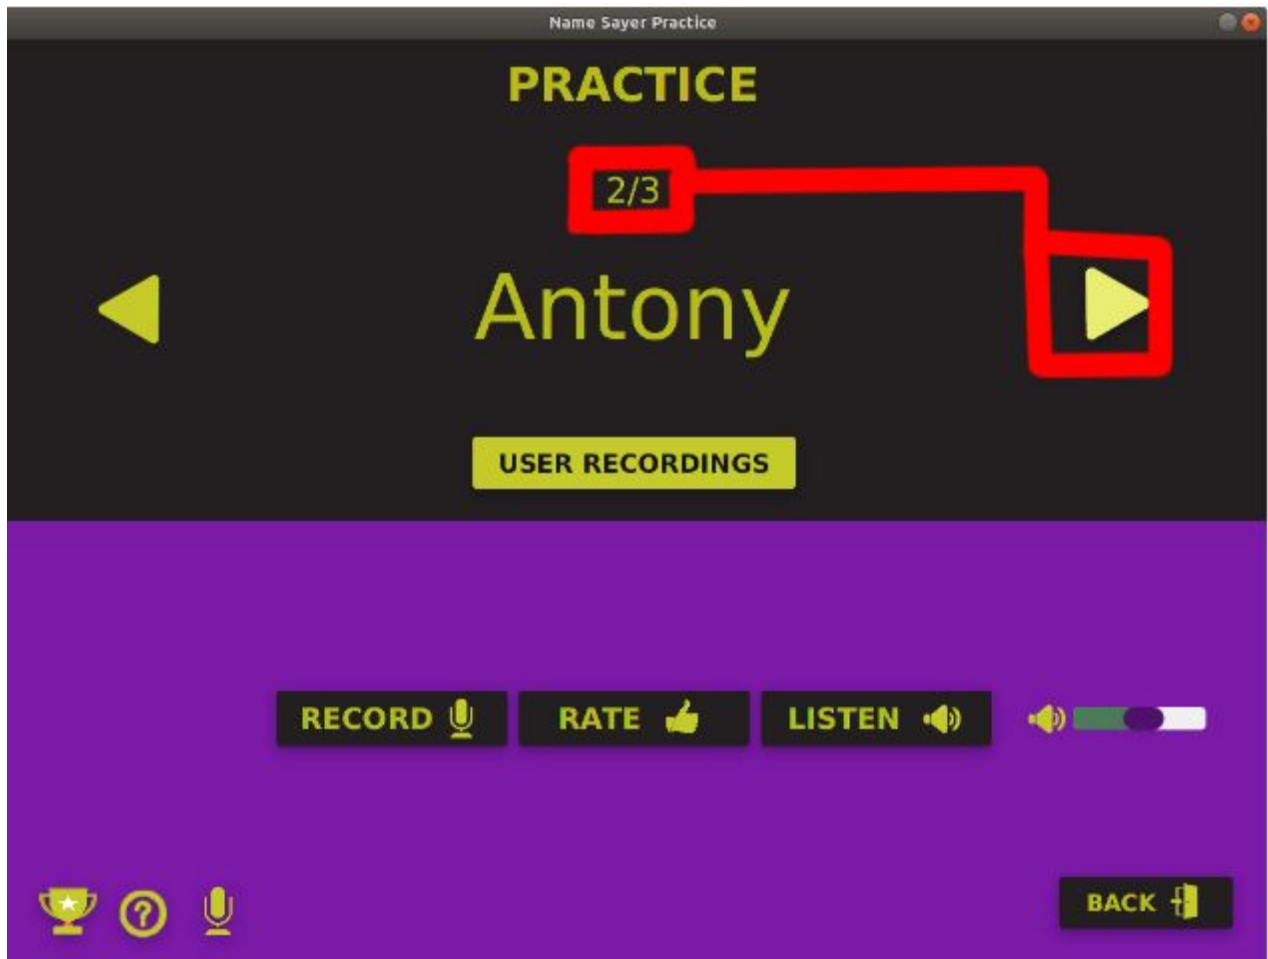 Name Sayer Practice
PRACTICE
2/3
Antony
USER RECORDINGS
RECORD
RATE
LISTEN
?
BACK